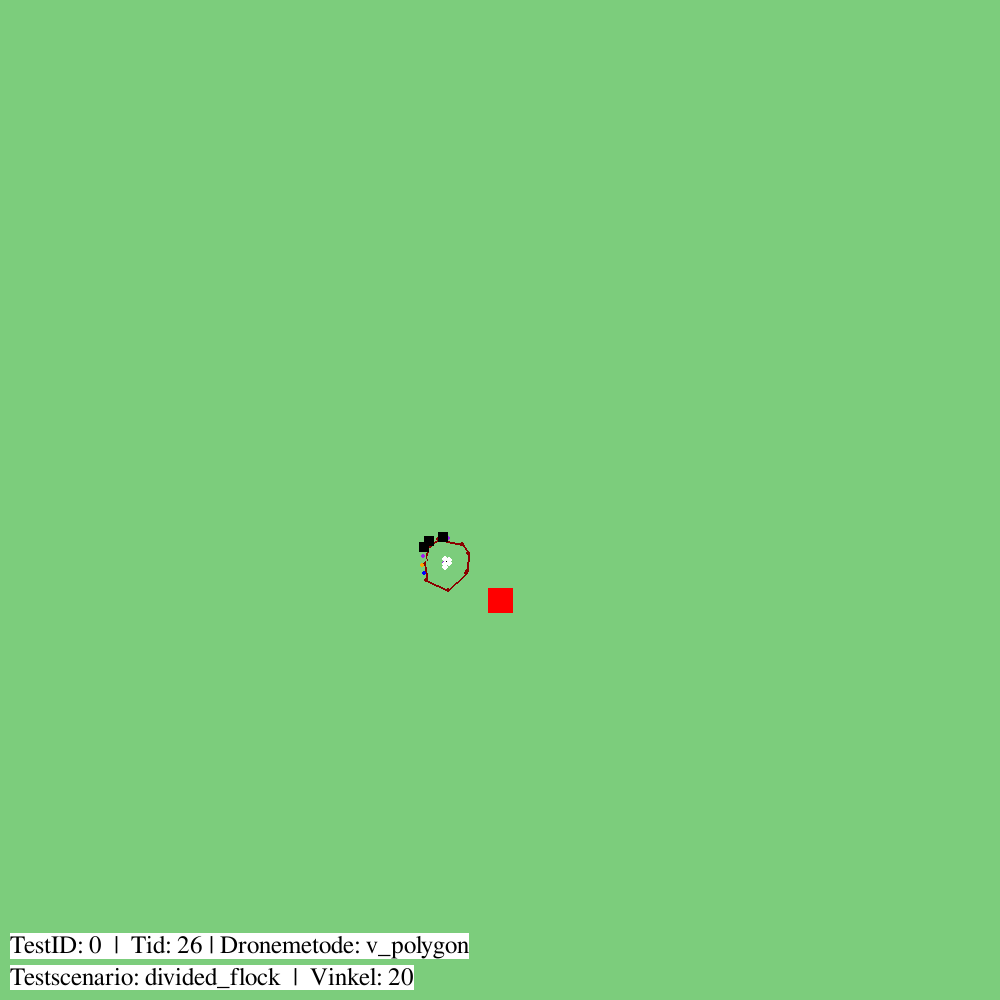 TestID: 0 | Tid: 26 | Dronemetode: v_polygon
Testscenario: divided_flock | Vinkel: 20